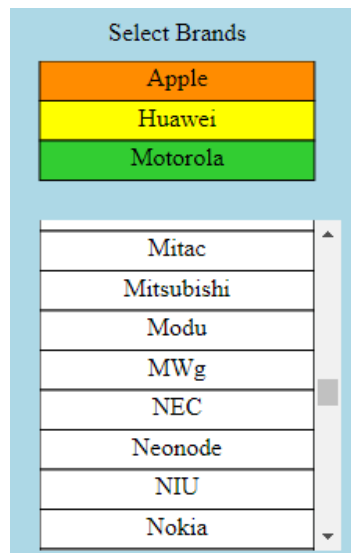 Select Brands
Apple
Huawei
Motorola
Mitac
Mitsubishi
Modu
MWg
NEC
Neonode
NIU
Nokia